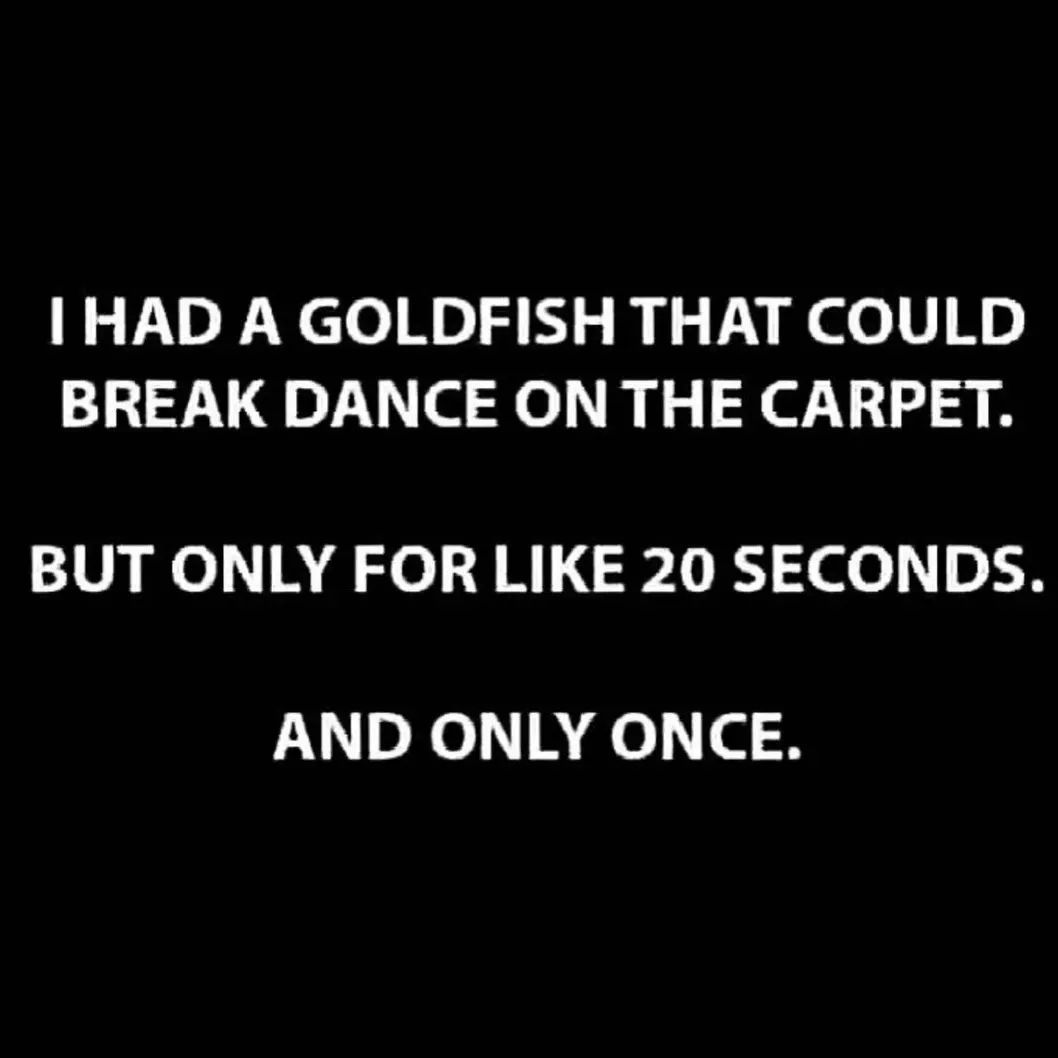 I HAD A GOLDFISH THAT COULD
BREAK DANCE ON THE CARPET.
BUT ONLY FOR LIKE 20 SECONDS.
AND ONLY ONCE.